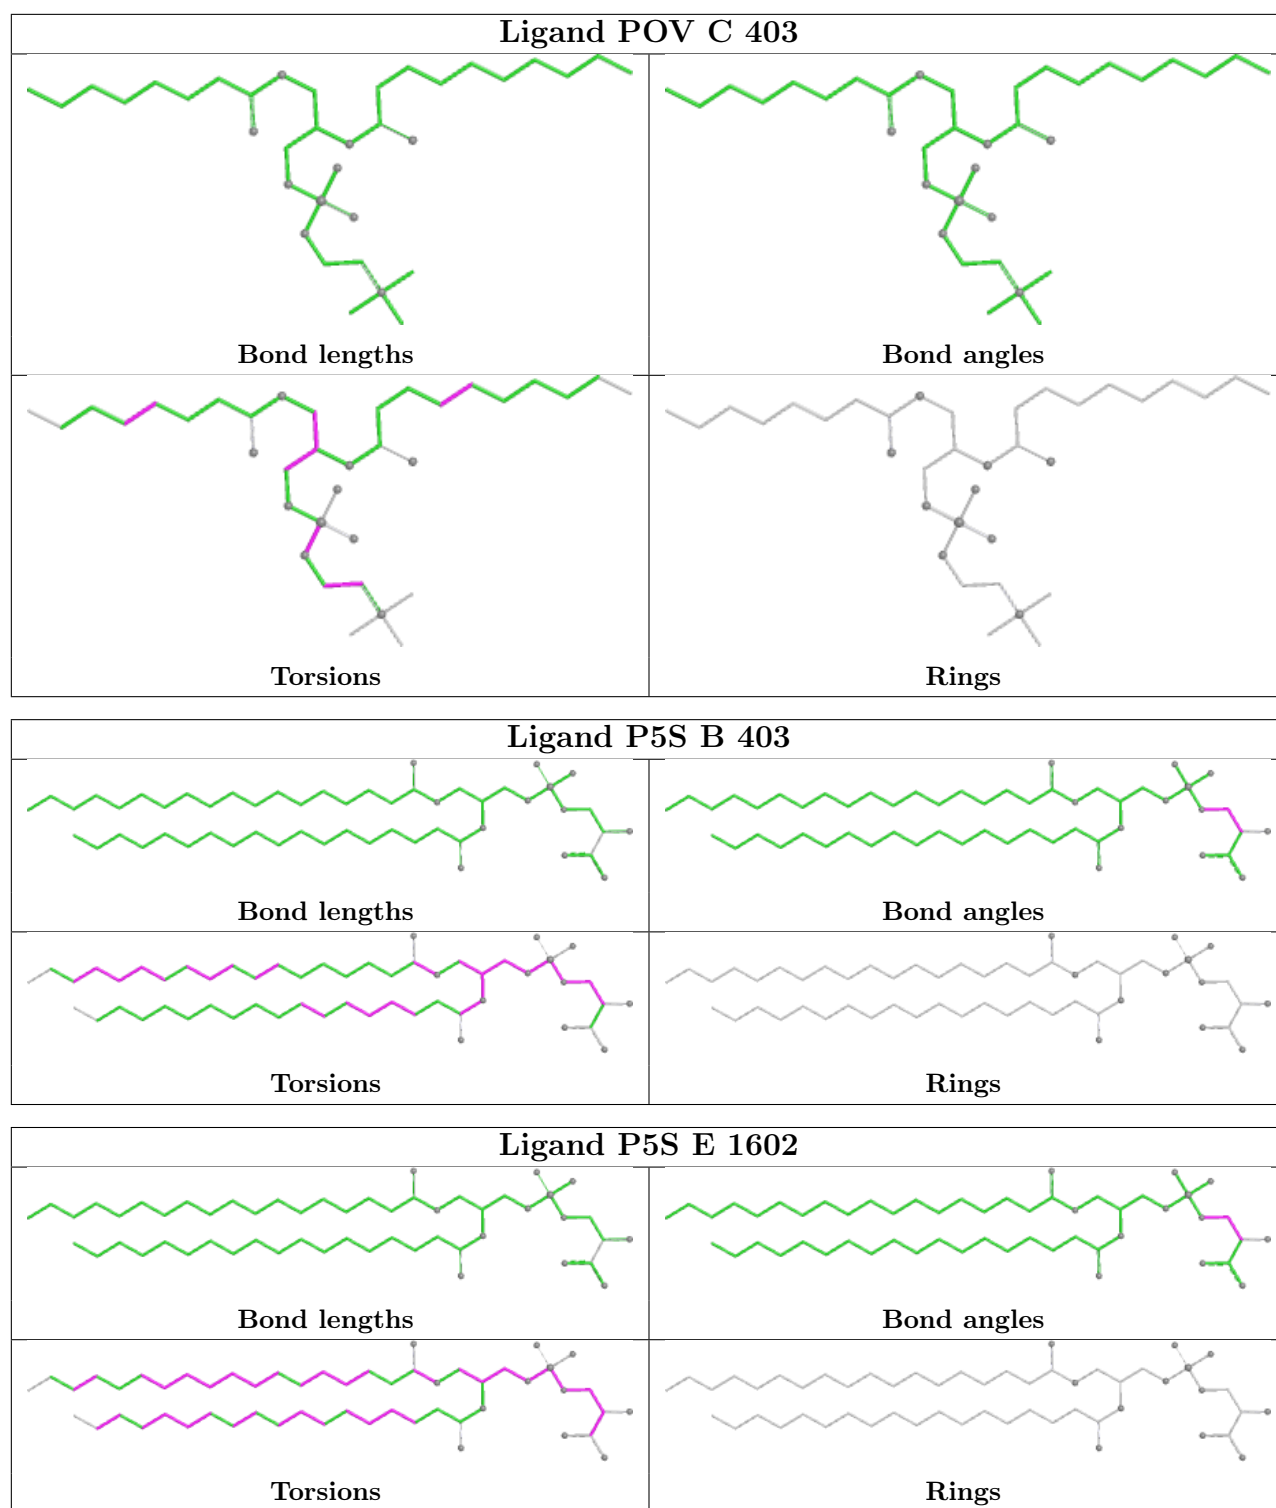 Ligand POV C 403
Bond lengths
Bond angles
Torsions
Rings
Ligand P5S B 403
Bond lengths
Bond angles
Torsions
Rings
Ligand P5S E 1602
Bond lengths
Bond angles
Torsions
Rings